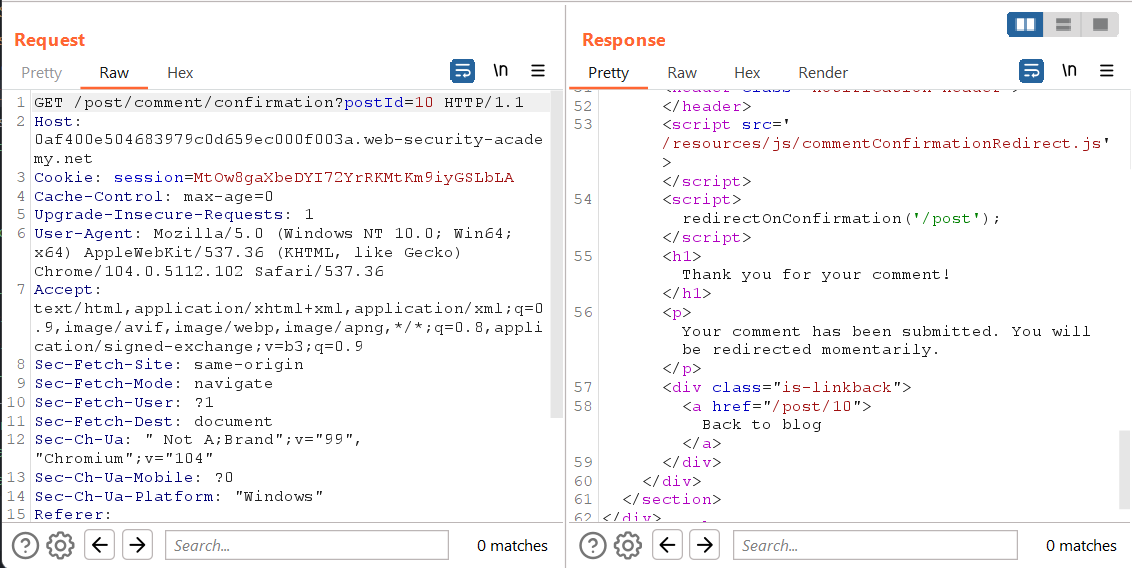 Request
Pretty
Raw
Hex
\n
1 GET /post/comment/confirmation?postId=10 HTTP/1.1
2 Host:
0af400e504683979c0d659ec000f003a.web-security-acade
my.net
3 Cookie: session=MtOw8gaXbeDYI72YrRKMtKm9iyGSLbLA
4 Cache-Control: max-age=0
5 Upgrade-Insecure-Requests: 1
6 User-Agent: Mozilla/5.0 (Windows NT 10.0; Win64;
x64) AppleWebKit/537.36 (KHTML, like Gecko)
Chrome/104.0.5112.102 Safari/537.36
7 Accept:
text/html,application/xhtml+xml,application/xml;q=0
.9,image/avif,image/webp,image/apng,*/*;q=0.8,appli
cation/signed-exchange;v=b3;q=0.9
8 Sec-Fetch-Site: same-origin
9 Sec-Fetch-Mode: navigate
10 Sec-Fetch-User: ?1
11 Sec-Fetch-Dest: document
12 Sec-Ch-Ua: " Not A;Brand";v="99",
"Chromium";v="104"
13 Sec-Ch-Ua-Mobile: ?0
14 Sec-Ch-Ua-Platform: "Windows"
15 Referer:
Search...
0 matches
Response
Pretty
Raw
Hex
Render
\n
51 <header class="notification-header">
52 </header>
53 <script src='
/resources/js/commentConfirmationRedirect.js'
>
</script>
54 <script>
redirectOnConfirmation('/post');
</script>
55 <h1>
Thank you for your comment!
</h1>
56 <p>
Your comment has been submitted. You will
be redirected momentarily.
</p>
57 <div class="is-linkback">
58 <a href="/post/10">
Back to blog
</a>
59 </div>
60 </div>
61 </section>
62 </div>
Search...
0 matches